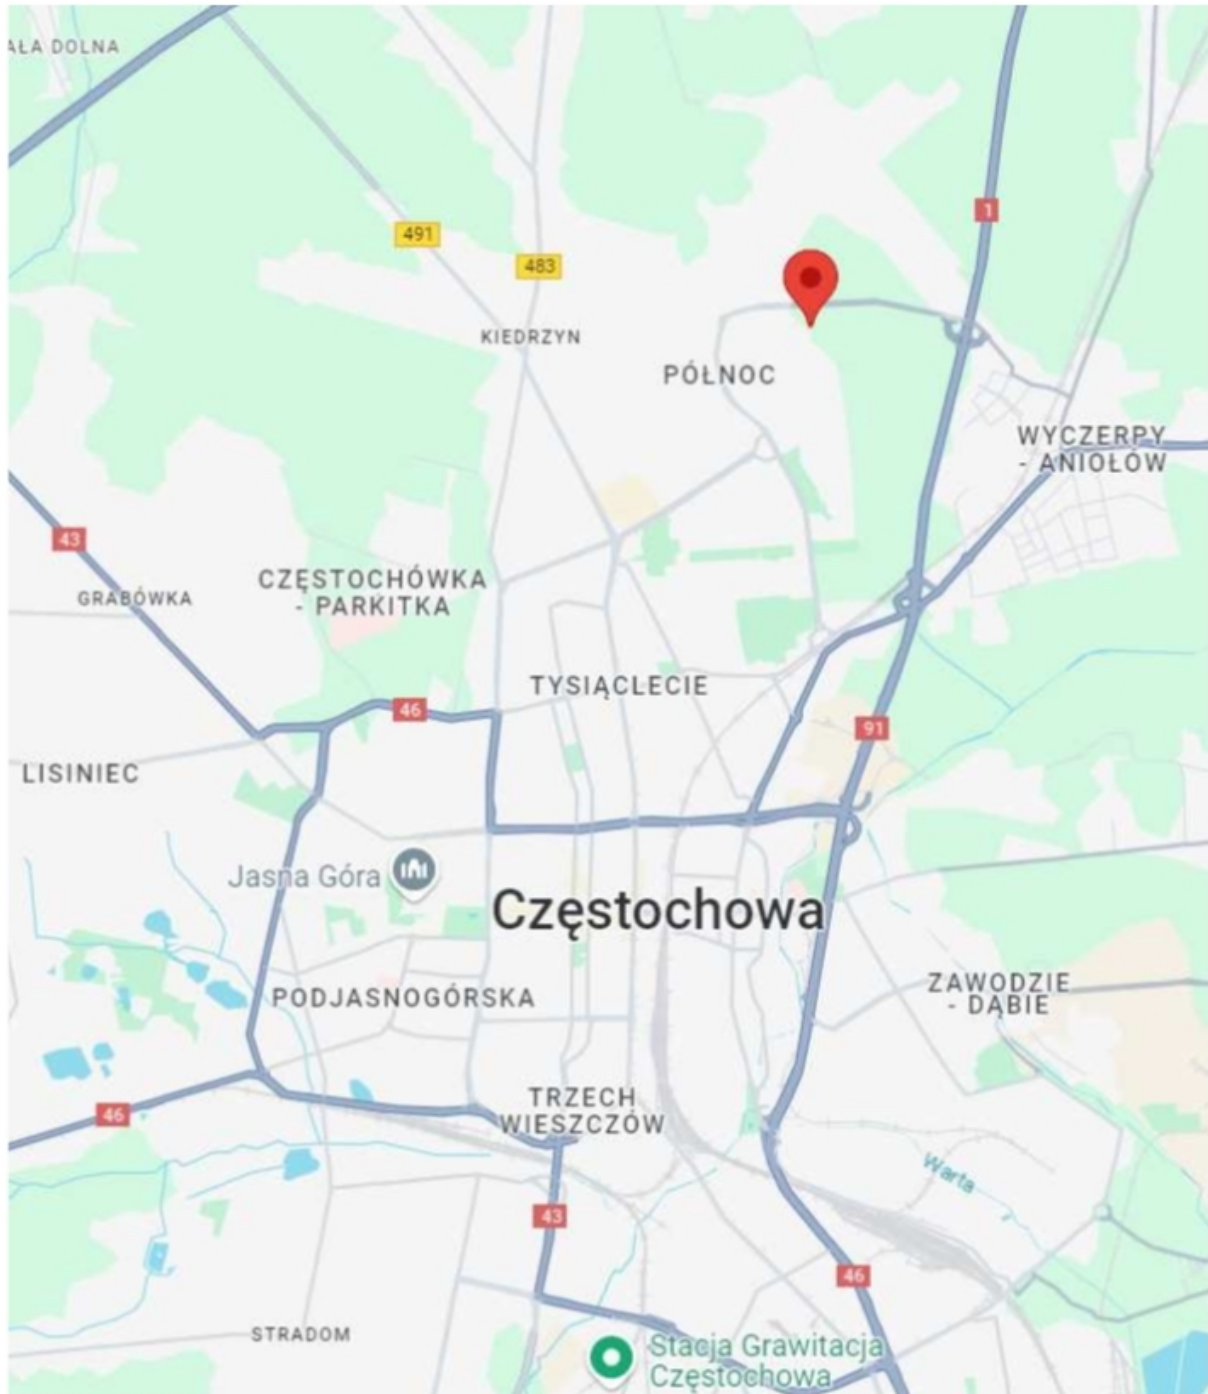 AŁA DOLNA
1
491
483
KIEDRZYN
PÓŁNOC
WYCZERPY
- ANIOŁÓW
43
CZĘSTOCHÓWKA
- PARKITKA
GRABÓWKA
TYSIĄCLECIE
46
91
LISINIEC
Jasna Góra
Częstochowa
ZAWODZIE
- DĄBIE
PODJASNOGÓRSKA
TRZECH
WIESZCZÓW
46
Warta
43
46
STRADOM
Stacja Grawitacja
Częstochowa